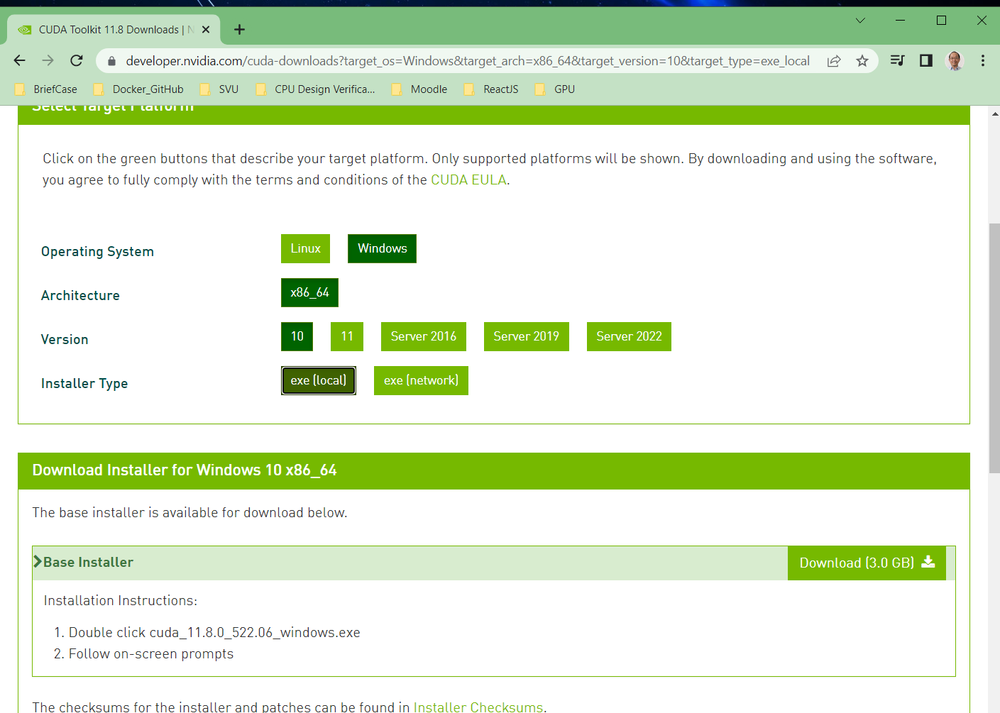 CUDA Toolkit 11.8 Downloads | N
developer.nvidia.com/cuda-downloads?target_os=Windows&target_arch=x86_64&target_version=10&target_type=exe_local
BriefCase Docker_GitHub SVU CPU Design Verifica... Moodle ReactJS GPU
Select Target Platform
Click on the green buttons that describe your target platform. Only supported platforms will be shown. By downloading and using the software,
you agree to fully comply with the terms and conditions of the CUDA EULA.
Operating System Linux Windows
Architecture x86_64
Version 10 11 Server 2016 Server 2019 Server 2022
Installer Type exe (local) exe (network)
Download Installer for Windows 10 x86_64
The base installer is available for download below.
Base Installer Download (3.0 GB)
Installation Instructions:
1. Double click cuda_11.8.0_522.06_windows.exe
2. Follow on-screen prompts
The checksums for the installer and patches can be found in Installer Checksums.